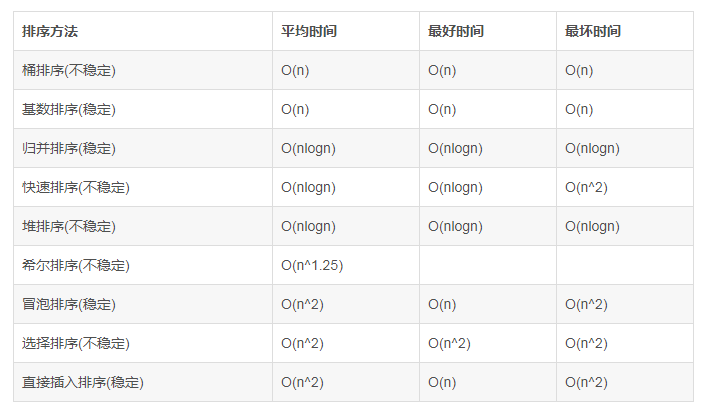 排序方法 平均时间 最好时间 最坏时间
桶排序(不稳定) O(n) O(n) O(n)
基数排序(稳定) O(n) O(n) O(n)
归并排序(稳定) O(nlogn) O(nlogn) O(nlogn)
快速排序(不稳定) O(nlogn) O(nlogn) O(n^2)
堆排序(不稳定) O(nlogn) O(nlogn) O(nlogn)
希尔排序(不稳定) O(n^1.25)
冒泡排序(稳定) O(n^2) O(n) O(n^2)
选择排序(不稳定) O(n^2) O(n^2) O(n^2)
直接插入排序(稳定) O(n^2) O(n) O(n^2)